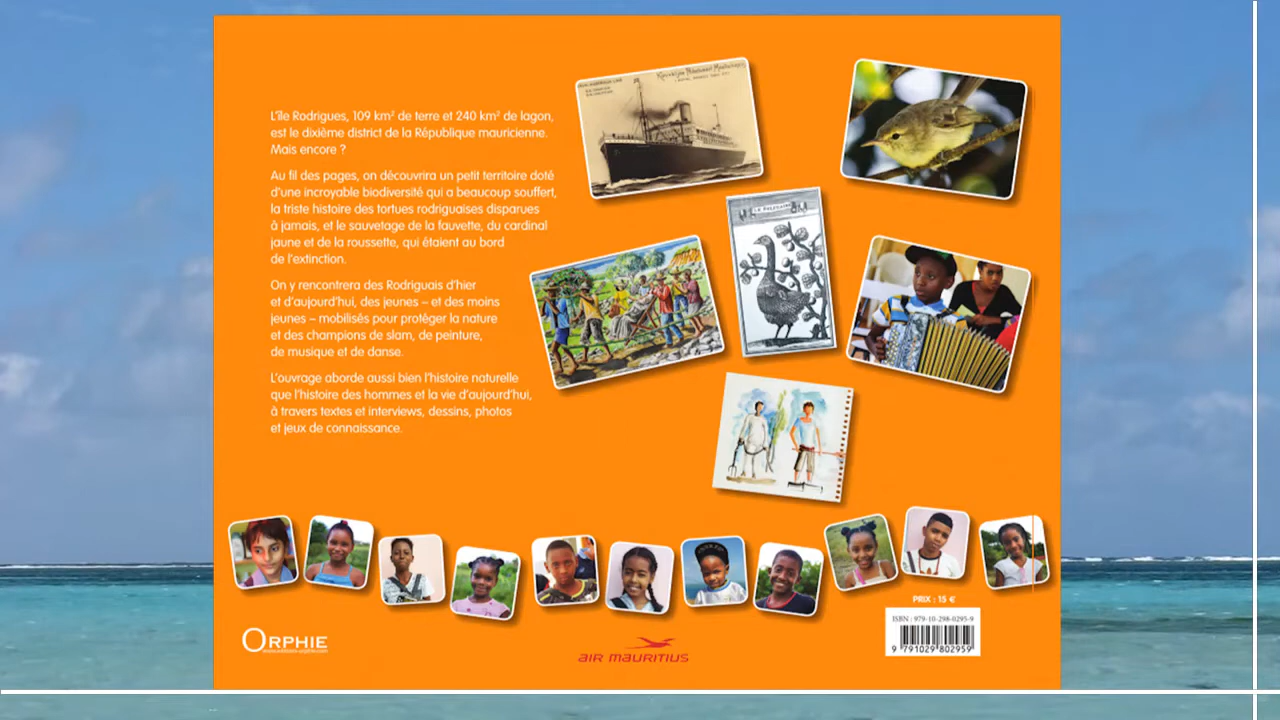 L'île Rodrigues, 109 km² de terre et 240 km² de lagon,
est le dixième district de la République mauricienne.
Mais encore ?
Au fil des pages, on découvrira un petit territoire doté
d'une incroyable biodiversité qui a beaucoup souffert,
la triste histoire des tortues rodriguaises disparues
à jamais, et le sauvetage de la fauvette, du cardinal
jaune et de la roussette, qui étaient au bord
de l'extinction.
On y rencontrera des Rodriguais d'hier
et d'aujourd'hui, des jeunes – et des moins
jeunes – mobilisés pour protéger la nature
et des champions de slam, de peinture,
de musique et de danse.
L'ouvrage aborde aussi bien l'histoire naturelle
que l'histoire des hommes et la vie d'aujourd'hui,
à travers textes et interviews, dessins, photos
et jeux de connaissance.
PRIX : 15 €
ISBN : 979-10-298-0295-9
9 791029 802959
ORPHIE
www.editions-orphie.com
AIR MAURITIUS